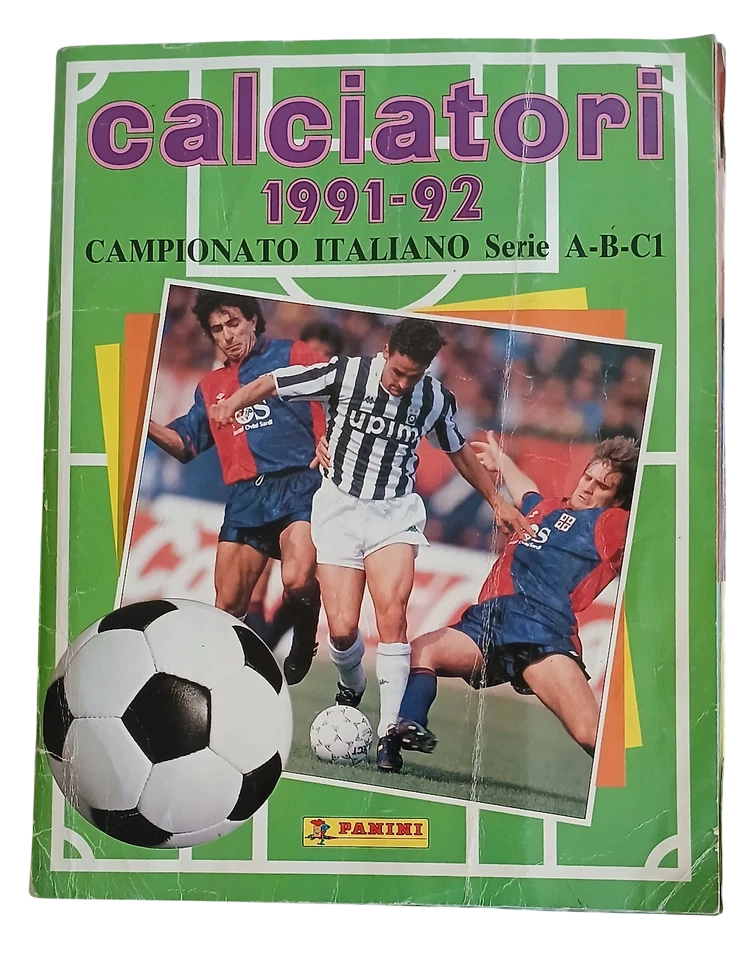 calciatori
1991-92
CAMPIONATO ITALIANO Serie A-B-C1
upim
PANINI